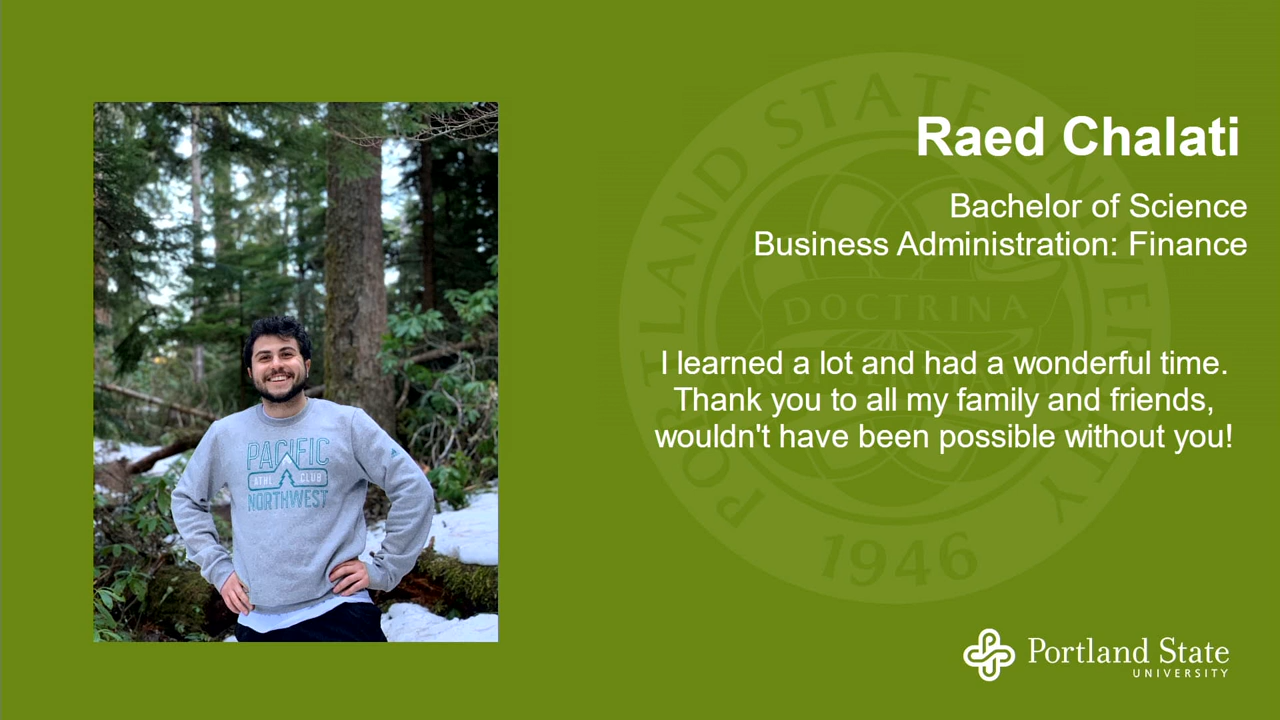 Raed Chalati
Bachelor of Science
Business Administration: Finance
I learned a lot and had a wonderful time.
Thank you to all my family and friends,
wouldn't have been possible without you!
PACIFIC
ATHL CLUB
NORTHWEST
PORTLAND STATE UNIVERSITY
DOCTRINA
1946
Portland State
UNIVERSITY